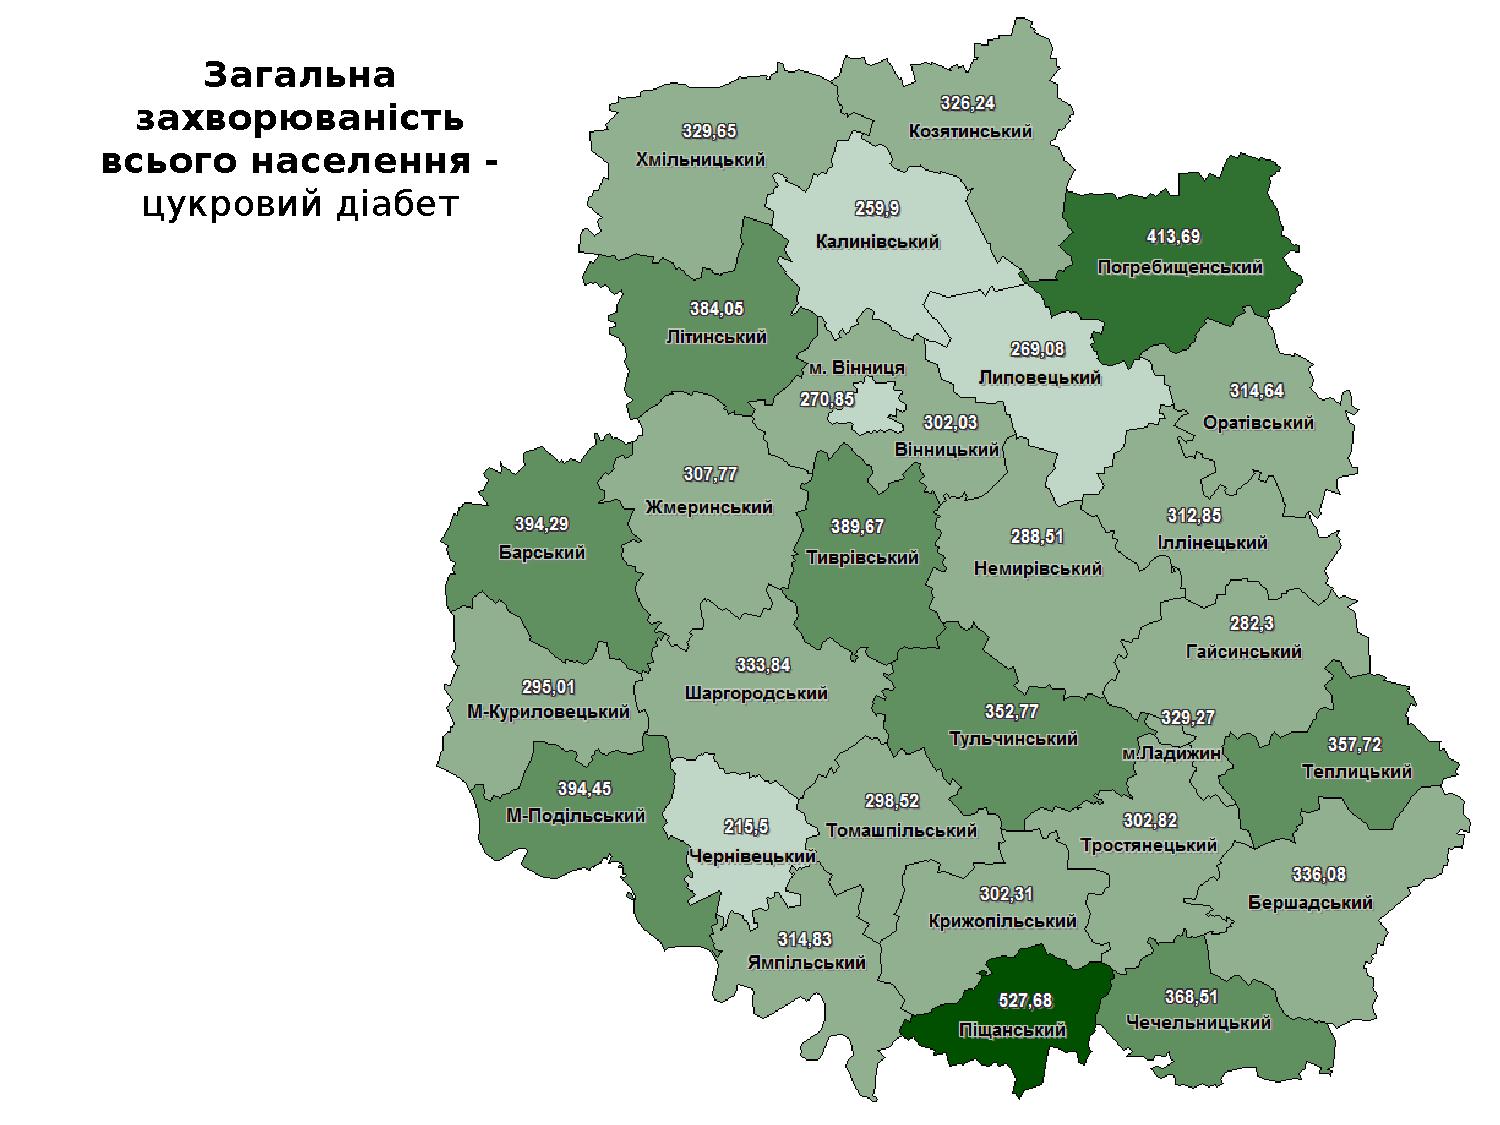 Загальна
захворюваність
всього населення -
цукровий діабет
326,24
Козятинський
329,65
Хмільницький
259,9
Калинівський
413,69
Погребищенський
384,05
Літинський
269,08
Липовецький
м. Вінниця
270,85
314,64
Оратівський
302,03
Вінницький
307,77
Жмеринський
394,29
Барський
389,67
Тиврівський
288,51
Немирівський
312,85
Іллінецький
282,3
Гайсинський
333,84
Шаргородський
295,01
М-Куриловецький
352,77
Тульчинський
329,27
м.Ладижин
357,72
Теплицький
394,45
М-Подільський
215,5
Чернівецький
298,52
Томашпільський
302,82
Тростянецький
336,08
Бершадський
302,31
Крижопільський
314,83
Ямпільський
527,68
Піщанський
368,51
Чечельницький